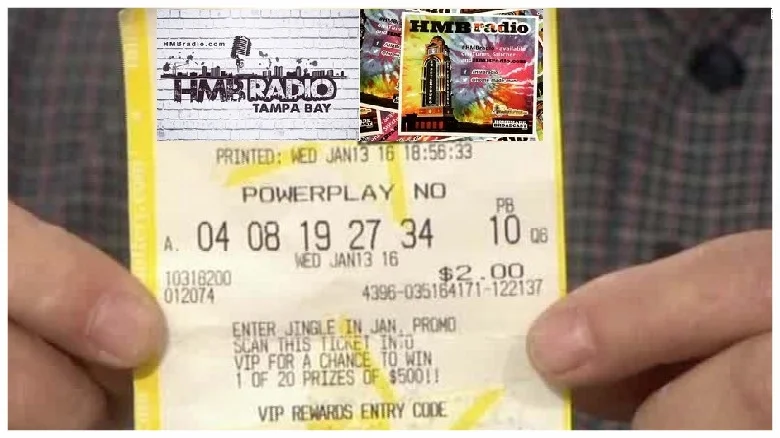 HMBradio.com
HMB RADIO
TAMPA BAY
HMBradio
PRINTED: WED JAN13 16 18:56:33
POWERPLAY NO
PB
A. 04 08 19 27 34 10 QB
WED JAN13 16
10318200 $2.00
012074 4396-035164171-122137
ENTER JINGLE IN JAN. PROMO
SCAN THIS TICKET INTO
VIP FOR A CHANCE TO WIN
1 OF 20 PRIZES OF $500!!
VIP REWARDS ENTRY CODE